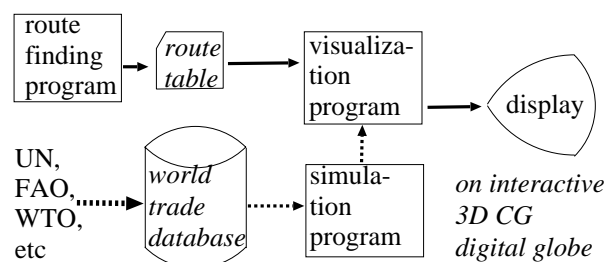 route
finding
program
route
table
visualiza-
tion
program
display
UN,
FAO,
WTO,
etc
world
trade
database
simula-
tion
program
on interactive
3D CG
digital globe